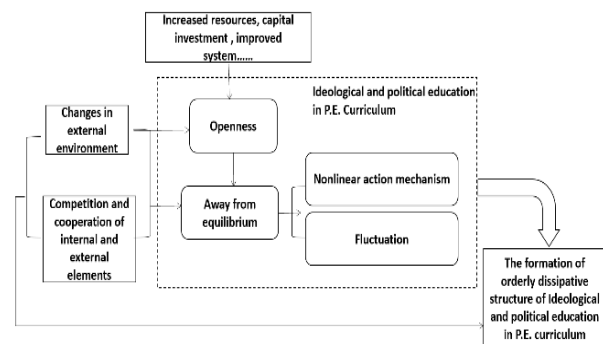 Increased resources, capital
investment , improved
system......
Ideological and political education
in P.E. Curriculum
Changes in
external
environment
Openness
Competition and
cooperation of
internal and
external
elements
Away from
equilibrium
Nonlinear action mechanism
Fluctuation
The formation of
orderly dissipative
structure of Ideological
and political education
in P.E. curriculum